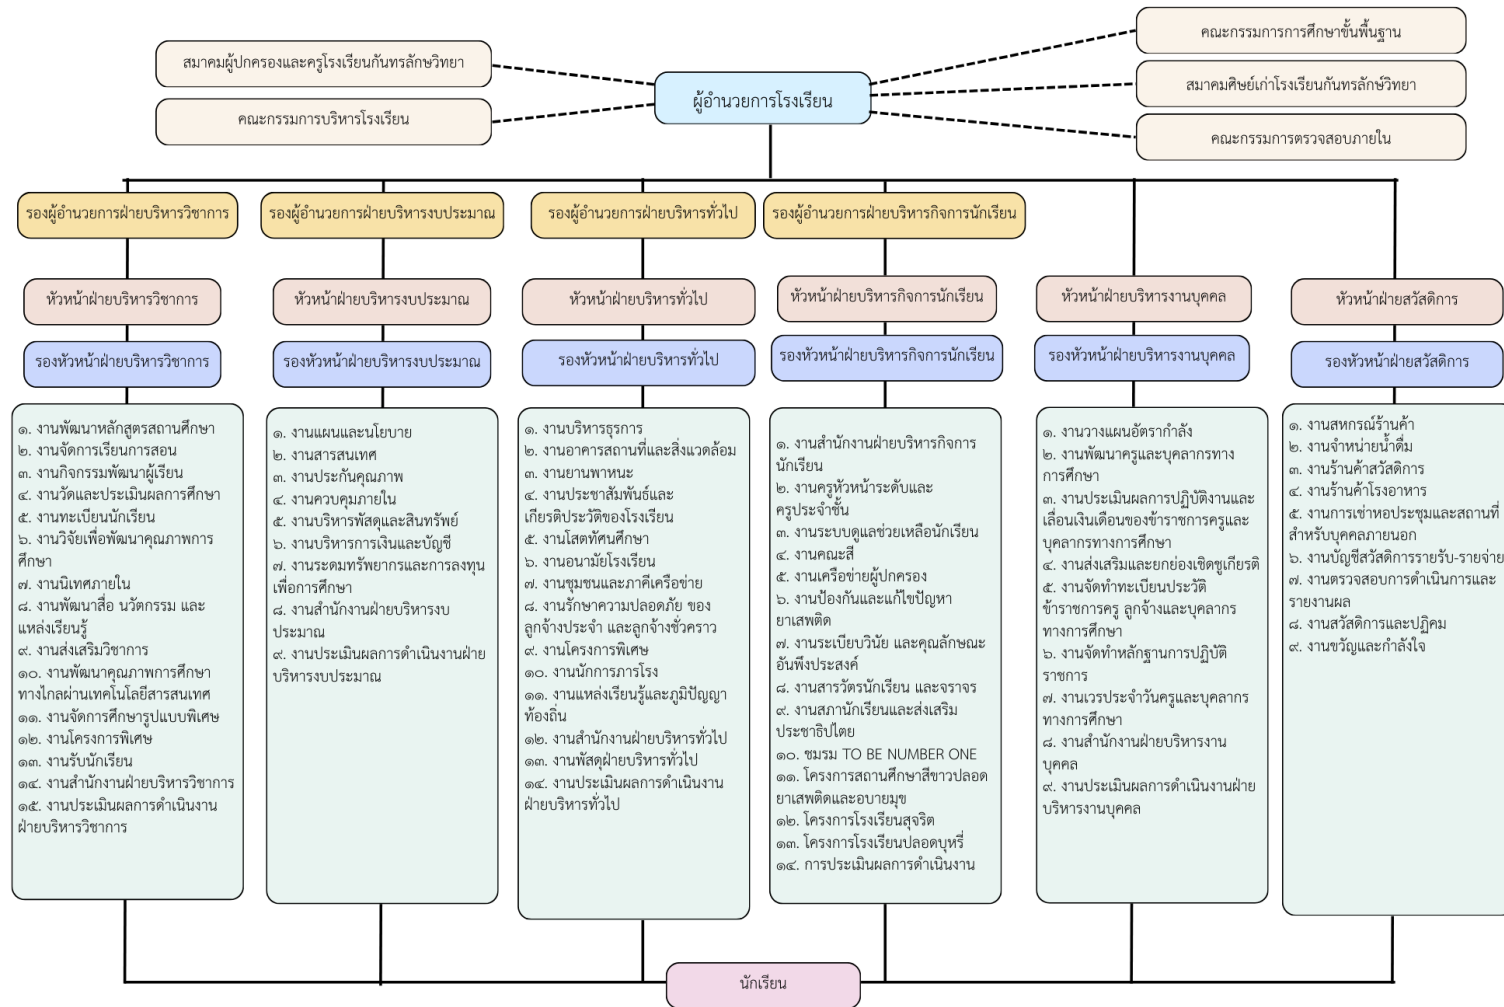 คณะกรรมการการศึกษาขั้นพื้นฐาน
สมาคมผู้ปกครองและครูโรงเรียนกันทรลักษวิทยา
สมาคมศิษย์เก่าโรงเรียนกันทรลักษ์วิทยา
ผู้อำนวยการโรงเรียน
คณะกรรมการบริหารโรงเรียน
คณะกรรมการตรวจสอบภายใน
รองผู้อำนวยการฝ่ายบริหารวิชาการ
รองผู้อำนวยการฝ่ายบริหารงบประมาณ
รองผู้อำนวยการฝ่ายบริหารทั่วไป
รองผู้อำนวยการฝ่ายบริหารกิจการนักเรียน
หัวหน้าฝ่ายบริหารวิชาการ
หัวหน้าฝ่ายบริหารงบประมาณ
หัวหน้าฝ่ายบริหารทั่วไป
หัวหน้าฝ่ายบริหารกิจการนักเรียน
หัวหน้าฝ่ายบริหารงานบุคคล
หัวหน้าฝ่ายสวัสดิการ
รองหัวหน้าฝ่ายบริหารวิชาการ
รองหัวหน้าฝ่ายบริหารงบประมาณ
รองหัวหน้าฝ่ายบริหารทั่วไป
รองหัวหน้าฝ่ายบริหารกิจการนักเรียน
รองหัวหน้าฝ่ายบริหารงานบุคคล
รองหัวหน้าฝ่ายสวัสดิการ
๑. งานพัฒนาหลักสูตรสถานศึกษา
๒. งานจัดการเรียนการสอน
๓. งานกิจกรรมพัฒนาผู้เรียน
๔. งานวัดและประเมินผลการศึกษา
๕. งานทะเบียนนักเรียน
๖. งานวิจัยเพื่อพัฒนาคุณภาพการ
ศึกษา
๗. งานนิเทศภายใน
๘. งานพัฒนาสื่อ นวัตกรรม และ
แหล่งเรียนรู้
๙. งานส่งเสริมวิชาการ
๑๐. งานพัฒนาคุณภาพการศึกษา
ทางไกลผ่านเทคโนโลยีสารสนเทศ
๑๑. งานจัดการศึกษารูปแบบพิเศษ
๑๒. งานโครงการพิเศษ
๑๓. งานรับนักเรียน
๑๔. งานสำนักงานฝ่ายบริหารวิชาการ
๑๕. งานประเมินผลการดำเนินงาน
ฝ่ายบริหารวิชาการ
๑. งานแผนและนโยบาย
๒. งานสารสนเทศ
๓. งานประกันคุณภาพ
๔. งานควบคุมภายใน
๕. งานบริหารพัสดุและสินทรัพย์
๖. งานบริหารการเงินและบัญชี
๗. งานระดมทรัพยากรและการลงทุน
เพื่อการศึกษา
๘. งานสำนักงานฝ่ายบริหารงบ
ประมาณ
๙. งานประเมินผลการดำเนินงานฝ่าย
บริหารงบประมาณ
๑. งานบริหารธุรการ
๒. งานอาคารสถานที่และสิ่งแวดล้อม
๓. งานยานพาหนะ
๔. งานประชาสัมพันธ์และ
เกียรติประวัติของโรงเรียน
๕. งานโสตทัศนศึกษา
๖. งานอนามัยโรงเรียน
๗. งานชุมชนและภาคีเครือข่าย
๘. งานรักษาความปลอดภัย ของ
ลูกจ้างประจำ และลูกจ้างชั่วคราว
๙. งานโครงการพิเศษ
๑๐. งานนักการภารโรง
๑๑. งานแหล่งเรียนรู้และภูมิปัญญา
ท้องถิ่น
๑๒. งานสำนักงานฝ่ายบริหารทั่วไป
๑๓. งานพัสดุฝ่ายบริหารทั่วไป
๑๔. งานประเมินผลการดำเนินงาน
ฝ่ายบริหารทั่วไป
๑. งานสำนักงานฝ่ายบริหารกิจการ
นักเรียน
๒. งานครูหัวหน้าระดับและ
ครูประจำชั้น
๓. งานระบบดูแลช่วยเหลือนักเรียน
๔. งานคณะสี
๕. งานเครือข่ายผู้ปกครอง
๖. งานป้องกันและแก้ไขปัญหา
ยาเสพติด
๗. งานระเบียบวินัย และคุณลักษณะ
อันพึงประสงค์
๘. งานสารวัตรนักเรียน และจราจร
๙. งานสภานักเรียนและส่งเสริม
ประชาธิปไตย
๑๐. ชมรม TO BE NUMBER ONE
๑๑. โครงการสถานศึกษาสีขาวปลอด
ยาเสพติดและอบายมุข
๑๒. โครงการโรงเรียนสุจริต
๑๓. โครงการโรงเรียนปลอดบุหรี่
๑๔. การประเมินผลการดำเนินงาน
๑. งานวางแผนอัตรากำลัง
๒. งานพัฒนาครูและบุคลากรทาง
การศึกษา
๓. งานประเมินผลการปฏิบัติงานและ
เลื่อนเงินเดือนของข้าราชการครูและ
บุคลากรทางการศึกษา
๔. งานส่งเสริมและยกย่องเชิดชูเกียรติ
๕. งานจัดทำทะเบียนประวัติ
ข้าราชการครู ลูกจ้างและบุคลากร
ทางการศึกษา
๖. งานจัดทำหลักฐานการปฏิบัติ
ราชการ
๗. งานเวรประจำวันครูและบุคลากร
ทางการศึกษา
๘. งานสำนักงานฝ่ายบริหารงาน
บุคคล
๙. งานประเมินผลการดำเนินงานฝ่าย
บริหารงานบุคคล
๑. งานสหกรณ์ร้านค้า
๒. งานจำหน่ายน้ำดื่ม
๓. งานร้านค้าสวัสดิการ
๔. งานร้านค้าโรงอาหาร
๕. งานการเช่าหอประชุมและสถานที่
สำหรับบุคคลภายนอก
๖. งานบัญชีสวัสดิการรายรับ-รายจ่าย
๗. งานตรวจสอบการดำเนินการและ
รายงานผล
๘. งานสวัสดิการและปฏิคม
๙. งานขวัญและกำลังใจ
นักเรียน